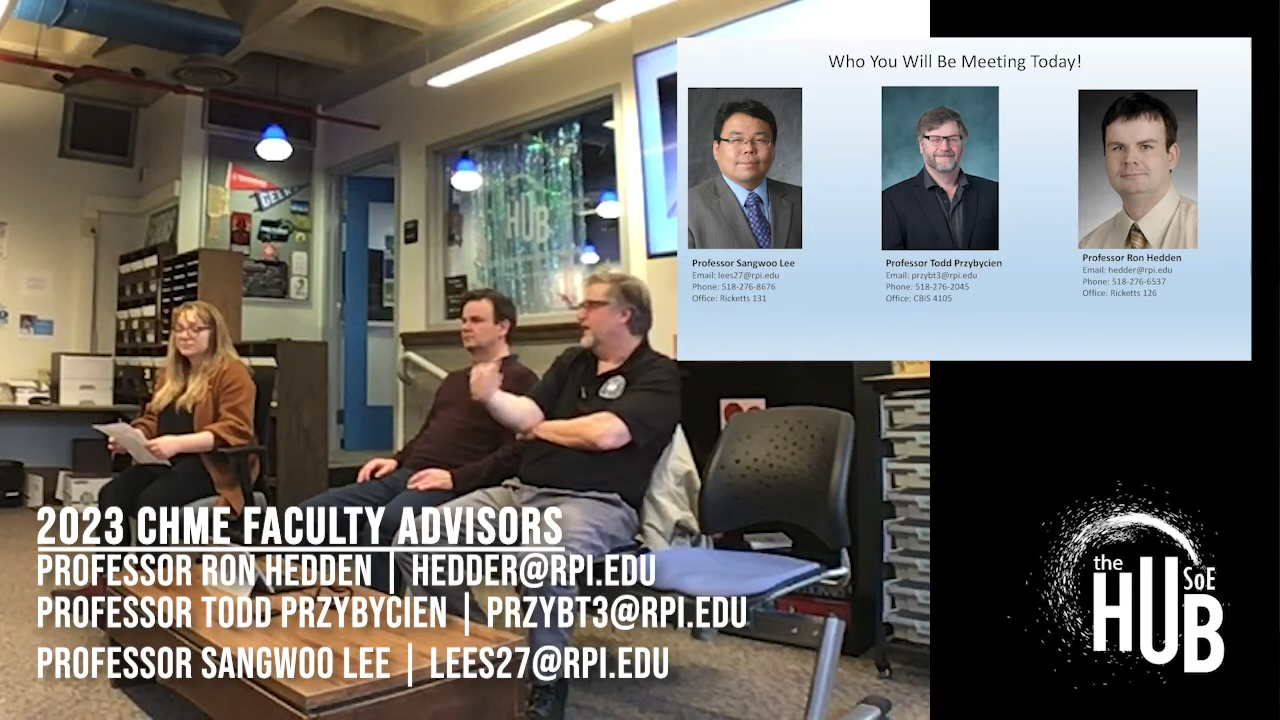 Who You Will Be Meeting Today!
Professor Sangwoo Lee
Email: lees27@rpi.edu
Phone: 518-276-8676
Office: Ricketts 131
Professor Todd Przybycien
Email: przybt3@rpi.edu
Phone: 518-276-2045
Office: CBIS 4105
Professor Ron Hedden
Email: hedder@rpi.edu
Phone: 518-276-6537
Office: Ricketts 126
HUB
2023 CHME FACULTY ADVISORS
PROFESSOR RON HEDDEN | HEDDER@RPI.EDU
PROFESSOR TODD PRZYBYCIEN | PRZYBT3@RPI.EDU
PROFESSOR SANGWOO LEE | LEES27@RPI.EDU
the
HUB
SoE